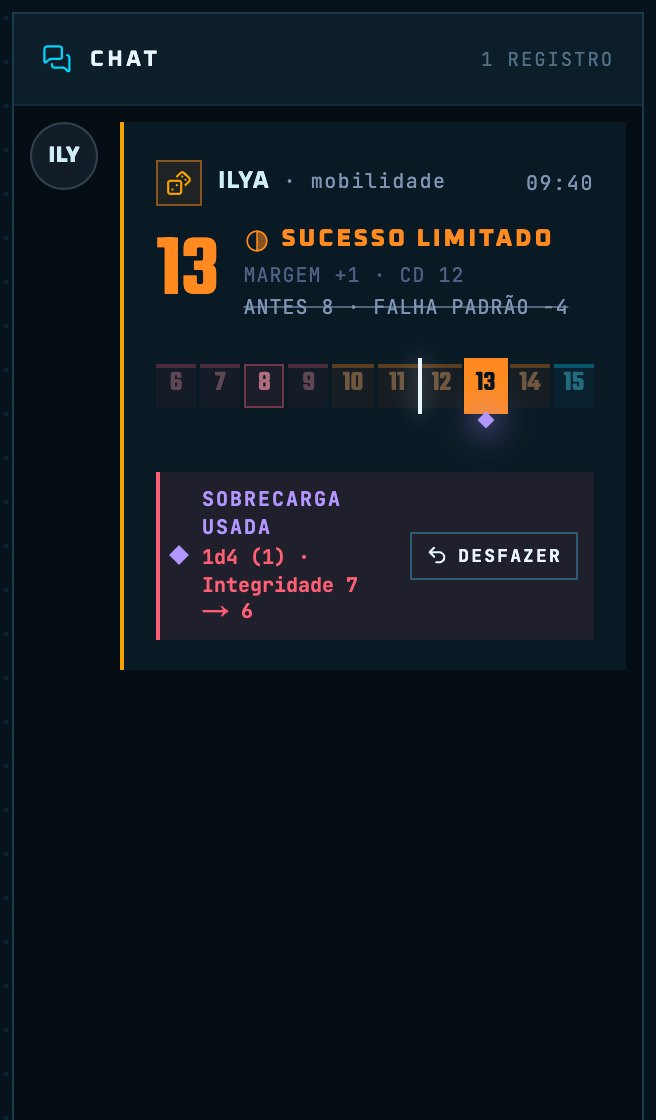 CHAT
1 REGISTRO
ILY
ILYA · mobilidade
09:40
13
SUCESSO LIMITADO
MARGEM +1 · CD 12
ANTES 8 · FALHA PADRÃO -4
6 7 8 9 10 11 12 13 14 15
SOBRECARGA
USADA
1d4 (1) ·
Integridade 7
→ 6
DESFAZER